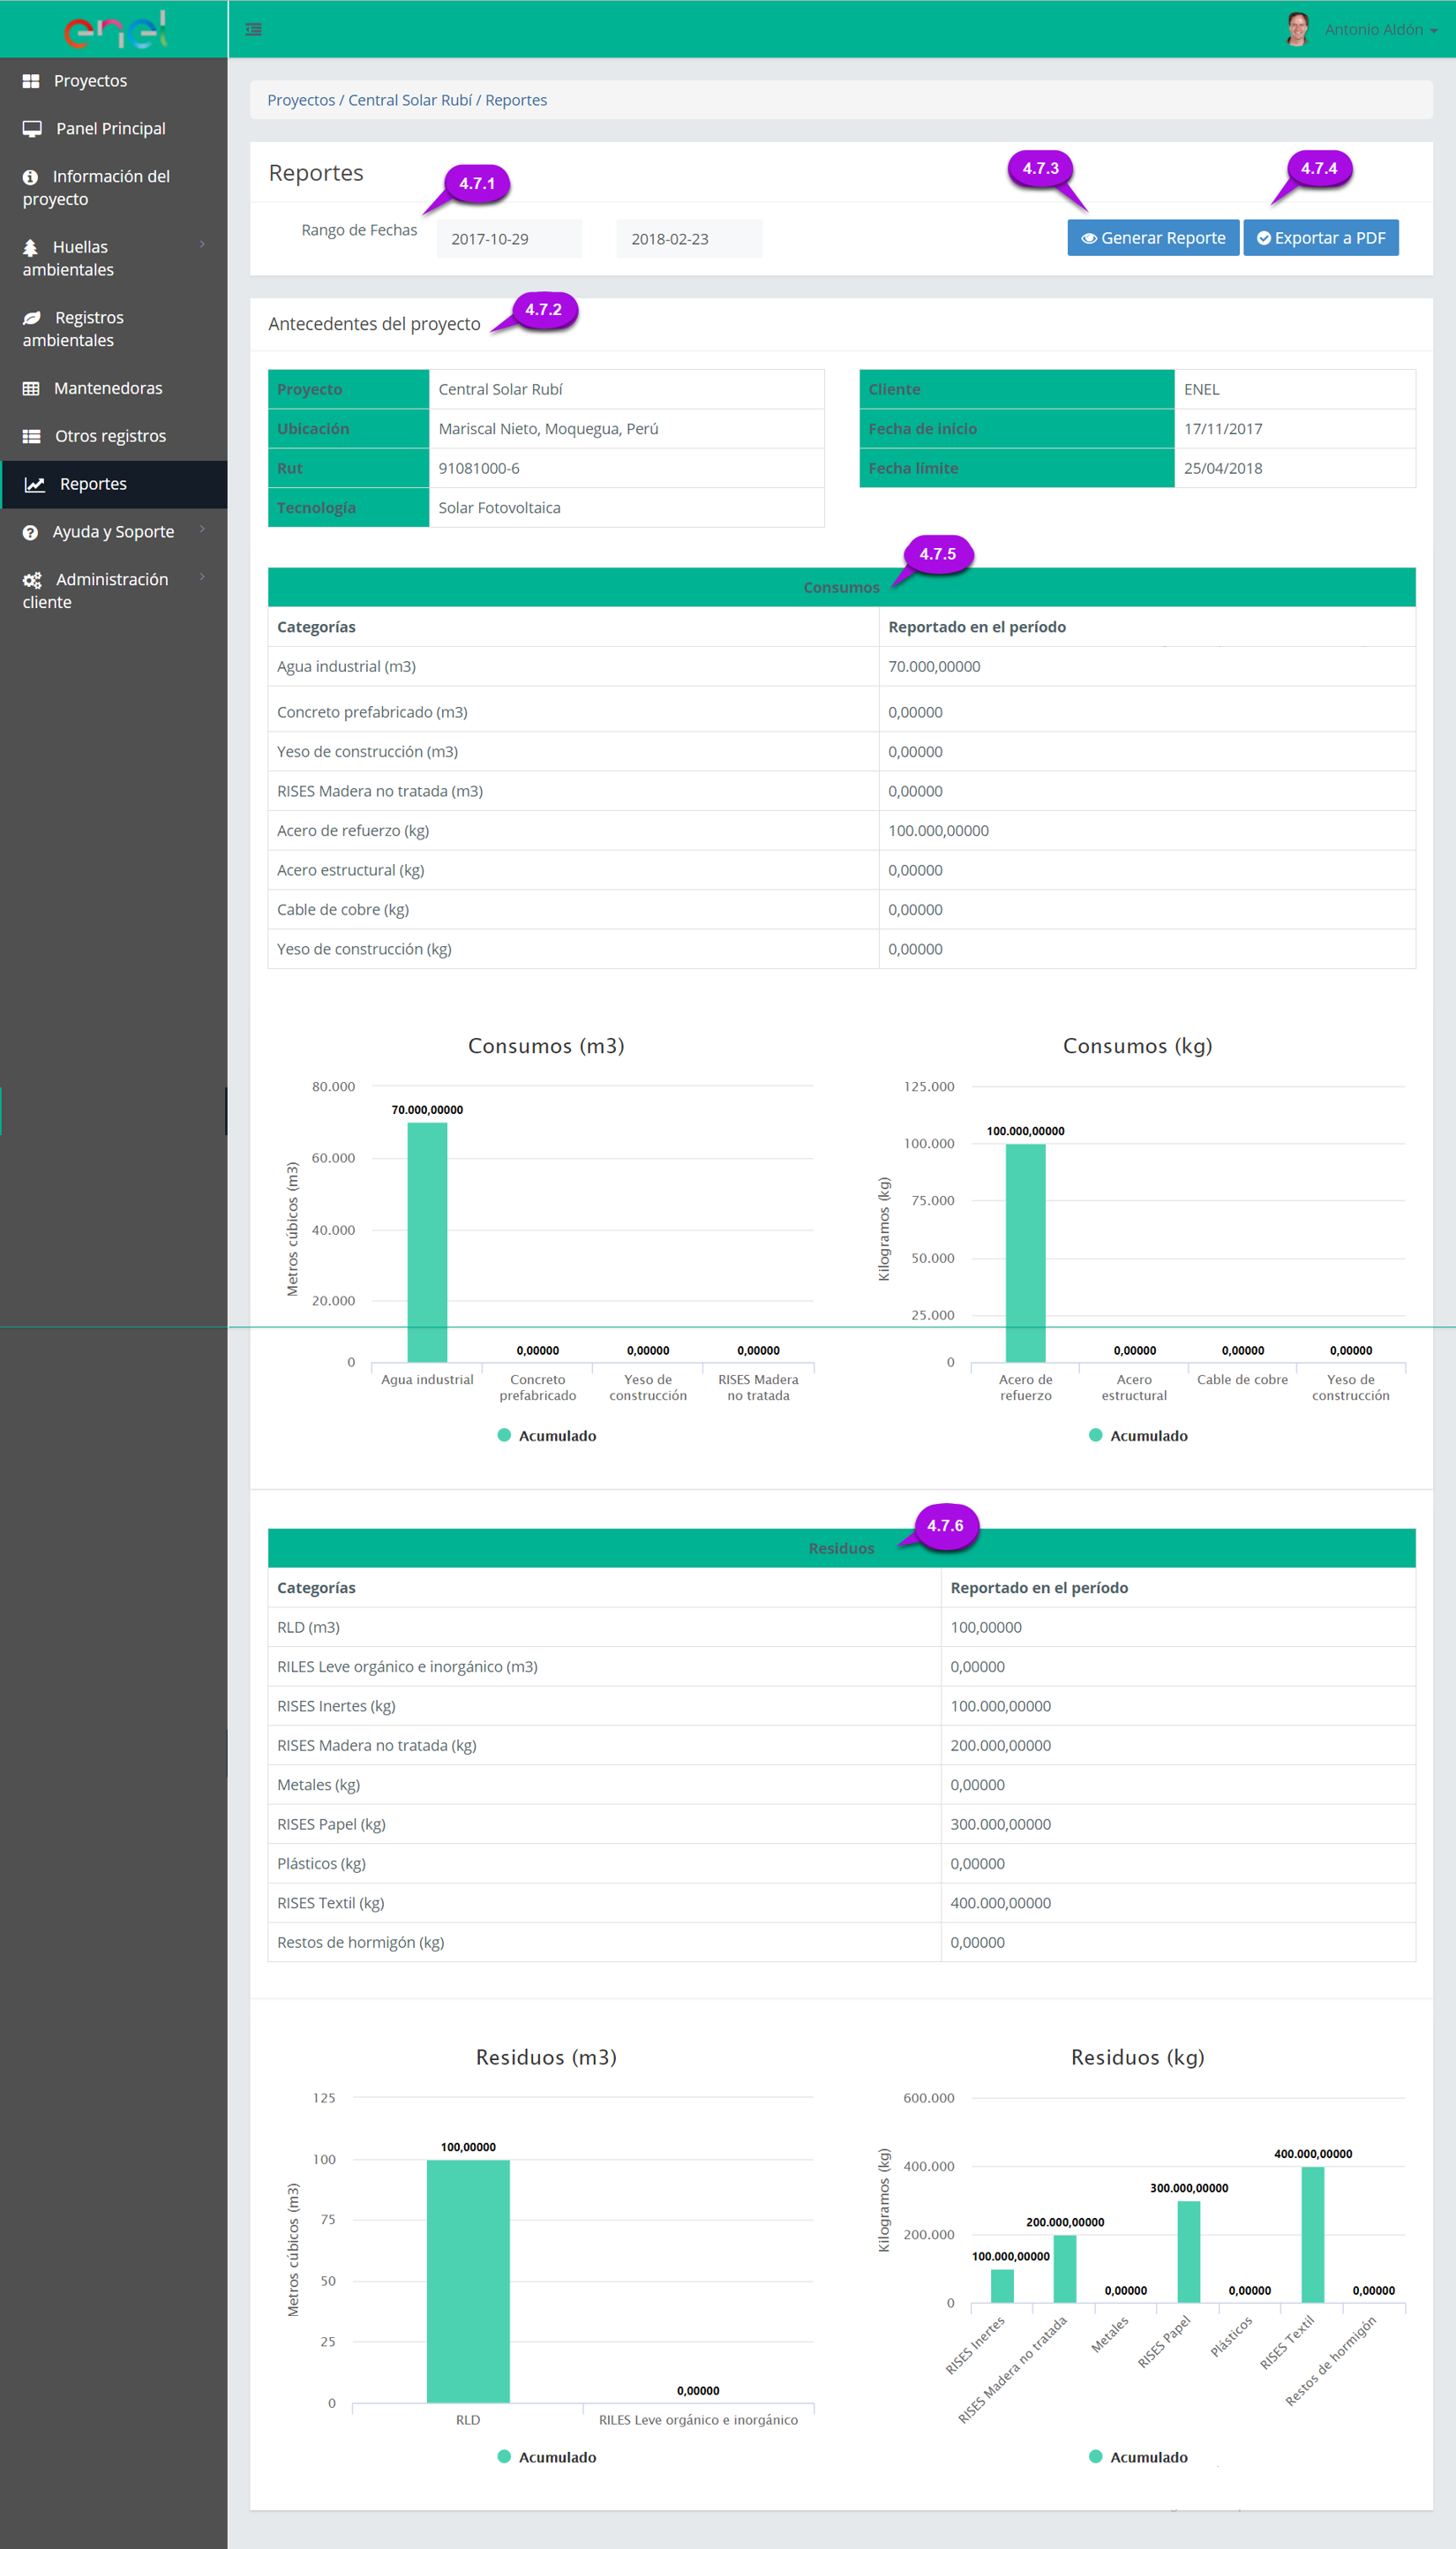 enel
Antonio Aldón
Proyectos
Panel Principal
Información del
proyecto
Huellas
ambientales
Registros
ambientales
Mantenedoras
Otros registros
Reportes
Ayuda y Soporte
Administración
cliente
Proyectos / Central Solar Rubí / Reportes
Reportes
4.7.1
4.7.3
4.7.4
Rango de Fechas 2017-10-29 2018-02-23
Generar Reporte Exportar a PDF
Antecedentes del proyecto
4.7.2
Proyecto Central Solar Rubí
Ubicación Mariscal Nieto, Moquegua, Perú
Rut 91081000-6
Tecnología Solar Fotovoltaica
Cliente ENEL
Fecha de inicio 17/11/2017
Fecha límite 25/04/2018
4.7.5
Consumos
Categorías Reportado en el período
Agua industrial (m3) 70.000,00000
Concreto prefabricado (m3) 0,00000
Yeso de construcción (m3) 0,00000
RISES Madera no tratada (m3) 0,00000
Acero de refuerzo (kg) 100.000,00000
Acero estructural (kg) 0,00000
Cable de cobre (kg) 0,00000
Yeso de construcción (kg) 0,00000
Consumos (m3)
Metros cúbicos (m3)
80.000
60.000
40.000
20.000
0
70.000,00000
0,00000 0,00000 0,00000
Agua industrial Concreto Yeso de RISES Madera
prefabricado construcción no tratada
Acumulado
Consumos (kg)
Kilogramos (kg)
125.000
100.000
75.000
50.000
25.000
0
100.000,00000
0,00000 0,00000 0,00000
Acero de Acero Cable de cobre Yeso de
refuerzo estructural construcción
Acumulado
4.7.6
Residuos
Categorías Reportado en el período
RLD (m3) 100,00000
RILES Leve orgánico e inorgánico (m3) 0,00000
RISES Inertes (kg) 100.000,00000
RISES Madera no tratada (kg) 200.000,00000
Metales (kg) 0,00000
RISES Papel (kg) 300.000,00000
Plásticos (kg) 0,00000
RISES Textil (kg) 400.000,00000
Restos de hormigón (kg) 0,00000
Residuos (m3)
Metros cúbicos (m3)
125
100
75
50
25
0
100,00000
0,00000
RLD RILES Leve orgánico e inorgánico
Acumulado
Residuos (kg)
Kilogramos (kg)
600.000
400.000
200.000
0
100.000,00000
200.000,00000
0,00000
300.000,00000
0,00000
400.000,00000
0,00000
RISES Inertes
RISES Madera no tratada
Metales
RISES Papel
Plásticos
RISES Textil
Restos de hormigón
Acumulado